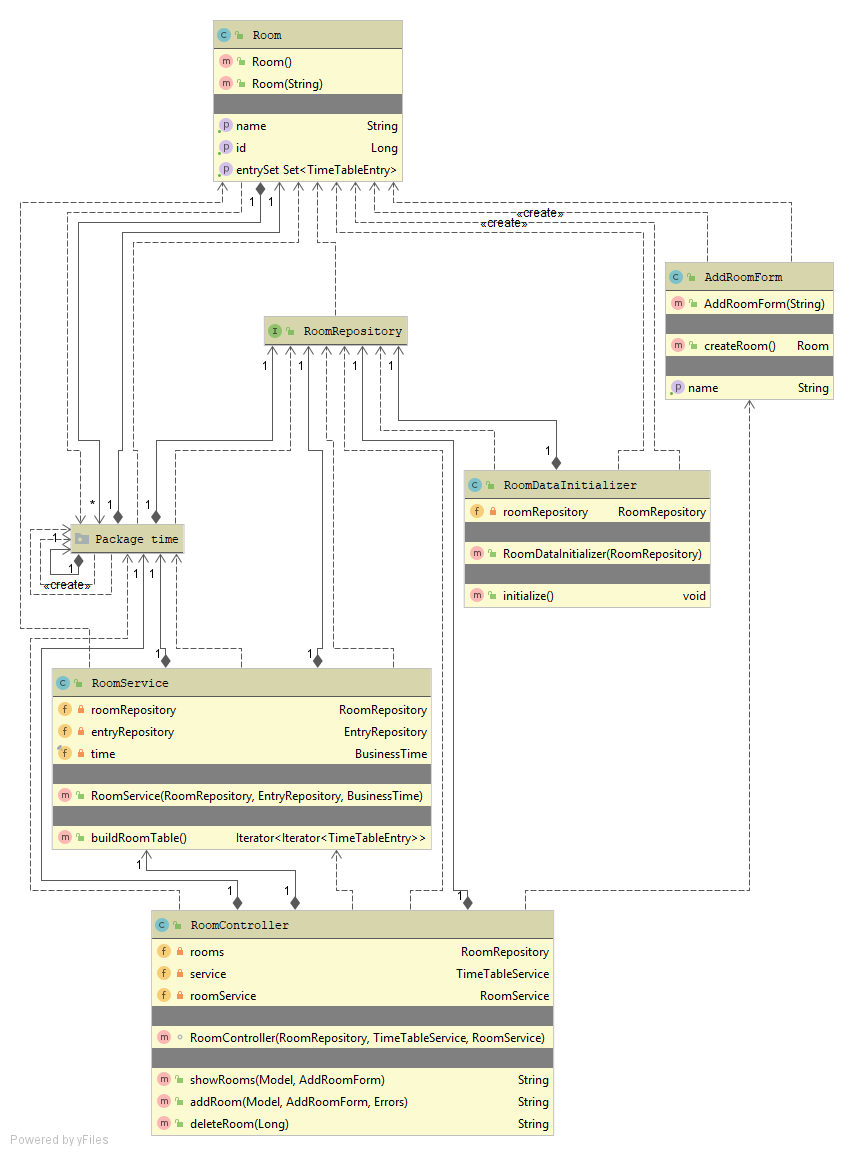 Room
Room()
Room(String)
name String
id Long
entrySet Set<TimeTableEntry>
1 1
«create»
«create»
AddRoomForm
AddRoomForm(String)
createRoom() Room
name String
RoomRepository
1 1 1 1
1
RoomDataInitializer
roomRepository RoomRepository
RoomDataInitializer(RoomRepository)
initialize() void
* 1 1
Package time
1
1
«create»
1 1
1 1
RoomService
roomRepository RoomRepository
entryRepository EntryRepository
time BusinessTime
RoomService(RoomRepository, EntryRepository, BusinessTime)
buildRoomTable() Iterator<Iterator<TimeTableEntry>>
1
1 1 1
RoomController
rooms RoomRepository
service TimeTableService
roomService RoomService
RoomController(RoomRepository, TimeTableService, RoomService)
showRooms(Model, AddRoomForm) String
addRoom(Model, AddRoomForm, Errors) String
deleteRoom(Long) String
Powered by yFiles